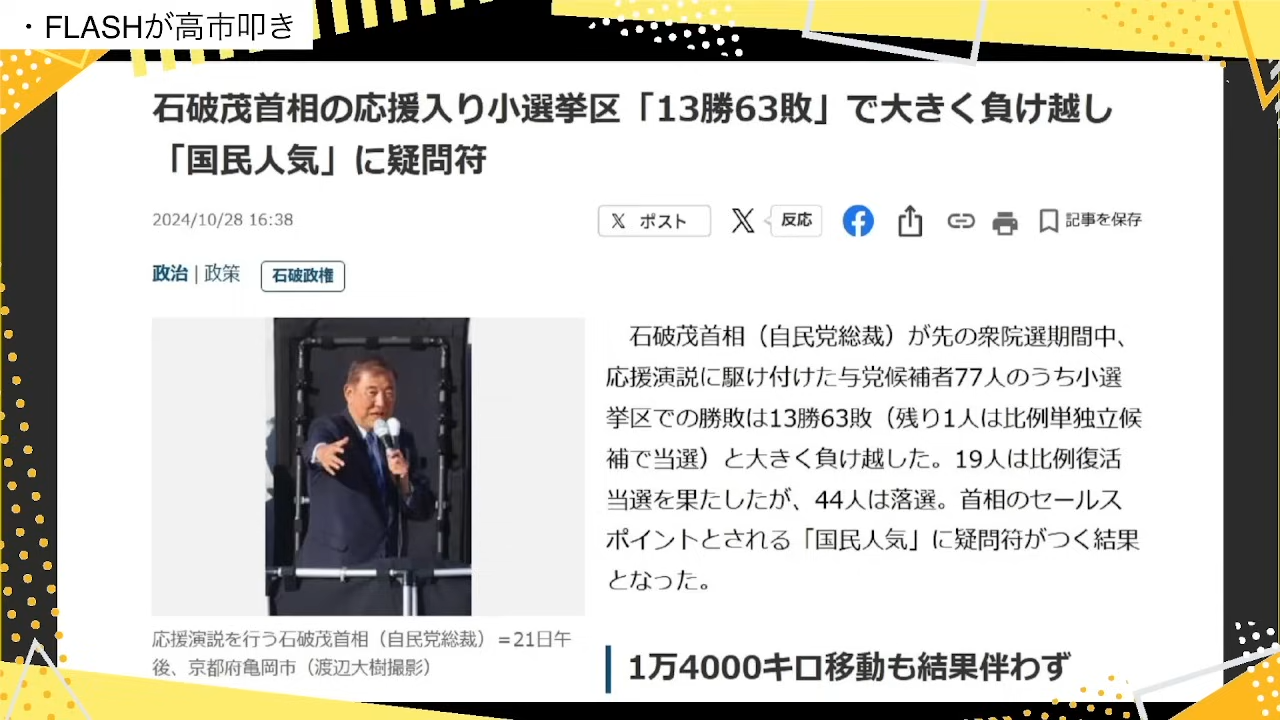 ・FLASHが高市叩き
石破茂首相の応援入り小選挙区「13勝63敗」で大きく負け越し
「国民人気」に疑問符
2024/10/28 16:38
X ポスト
X 反応
記事を保存
政治 | 政策 石破政権
石破茂首相（自民党総裁）が先の衆院選期間中、
応援演説に駆け付けた与党候補者77人のうち小選
挙区での勝敗は13勝63敗（残り1人は比例単独立候
補で当選）と大きく負け越した。19人は比例復活
当選を果たしたが、44人は落選。首相のセールス
ポイントとされる「国民人気」に疑問符がつく結果
となった。
応援演説を行う石破茂首相（自民党総裁）＝21日午
後、京都府亀岡市（渡辺大樹撮影）
1万4000キロ移動も結果伴わず